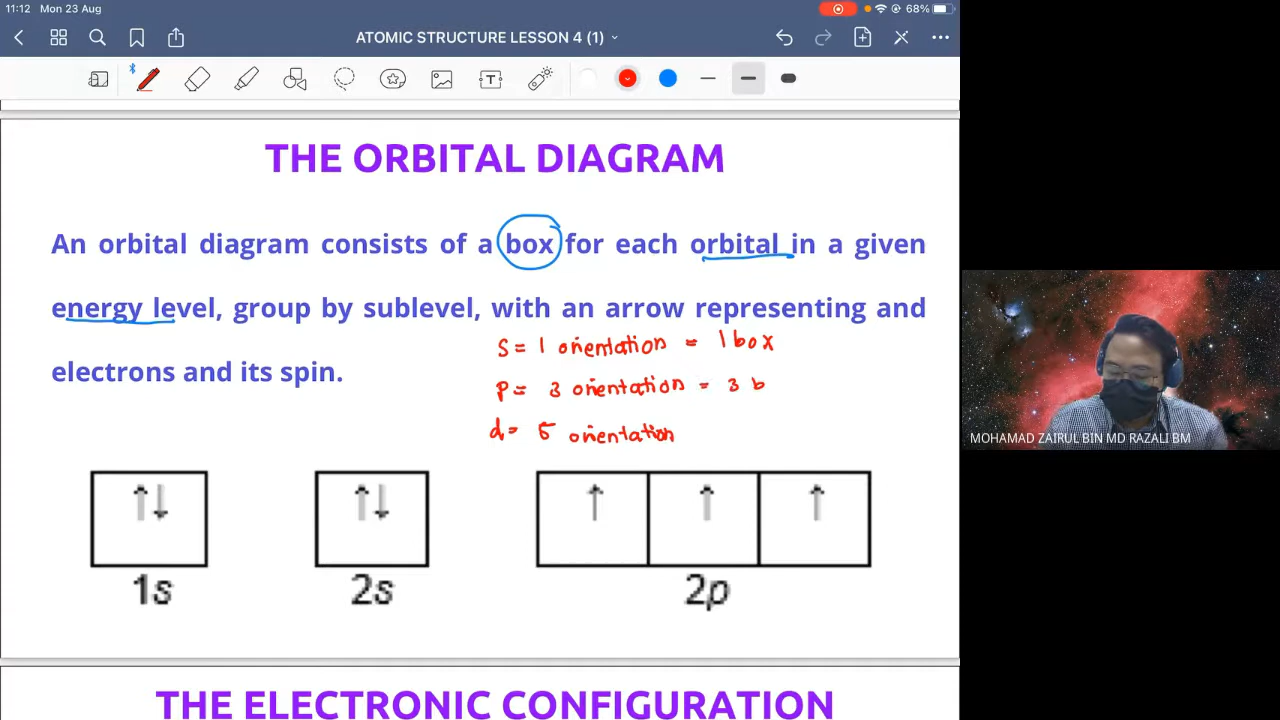 11:12 Mon 23 Aug
68%
ATOMIC STRUCTURE LESSON 4 (1)
T
THE ORBITAL DIAGRAM
An orbital diagram consists of a box for each orbital in a given
energy level, group by sublevel, with an arrow representing and
electrons and its spin.
s = 1 orientation = 1 box
p = 3 orientation = 3 b
d = 5 orientation
MOHAMAD ZAIRUL BIN MD RAZALI BM
1s
2s
2p
THE ELECTRONIC CONFIGURATION